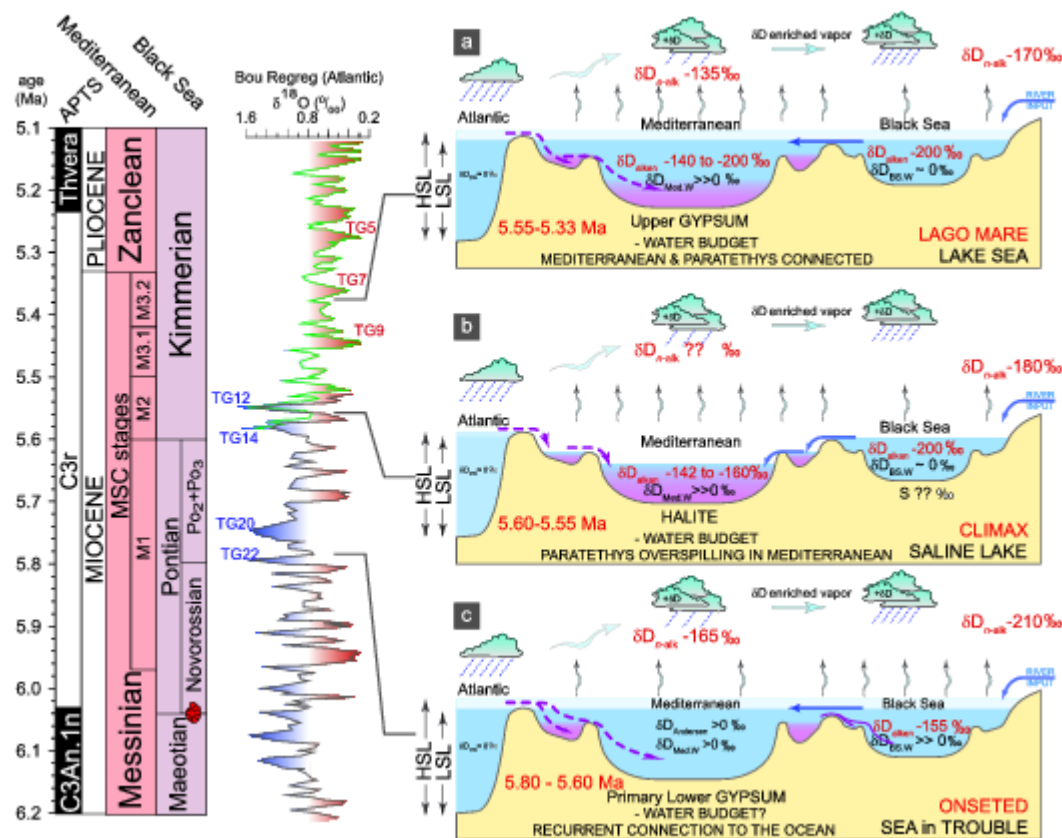 Mediterranean
Black Sea
APTS
age
(Ma)
Bou Regreg (Atlantic)
δ18O (‰)
1.6 0.8 0.2
5.1
5.2
5.3
5.4
5.5
5.6
5.7
5.8
5.9
6.0
6.1
6.2
Thvera
C3r
C3An.1n
PLIOCENE
MIOCENE
Zanclean
MSC stages
Messinian
M3.2
M3.1
M2
M1
Kimmerian
Pontian
Po2+Po3
Novorossian
Maeotian
TG5
TG7
TG9
TG12
TG14
TG20
TG22
a
+δD
δD enriched vapor
+δD
δDn-alk -135‰
δDn-alk -170‰
RIVER
INPUT
Atlantic
Mediterranean
Black Sea
HSL
LSL
δDalken -140 to -200 ‰
δDMed.W >>0 ‰
δDalken -200 ‰
δDBS.W ~ 0‰
5.55-5.33 Ma
Upper GYPSUM
- WATER BUDGET
MEDITERRANEAN & PARATETHYS CONNECTED
LAGO MARE
LAKE SEA
b
+δD
δD enriched vapor
+δD
δDn-alk ?? ‰
δDn-alk -180‰
RIVER
INPUT
Atlantic
Mediterranean
Black Sea
HSL
LSL
δDalken -142 to -160‰
δDMed.W >>0 ‰
δDalken -200 ‰
δDBS.W ~ 0‰
S ?? ‰
5.60-5.55 Ma
HALITE
- WATER BUDGET
PARATETHYS OVERSPILLING IN MEDITERRANEAN
CLIMAX
SALINE LAKE
c
+δD
δD enriched vapor
+δD
δDn-alk -165‰
δDn-alk -210‰
RIVER
INPUT
Atlantic
Mediterranean
Black Sea
HSL
LSL
δDAndersen >0 ‰
δDMed.W >0 ‰
δDalken -155 ‰
δDBS.W >> 0‰
5.80 - 5.60 Ma
Primary Lower GYPSUM
- WATER BUDGET?
RECURRENT CONNECTION TO THE OCEAN
ONSETED
SEA in TROUBLE